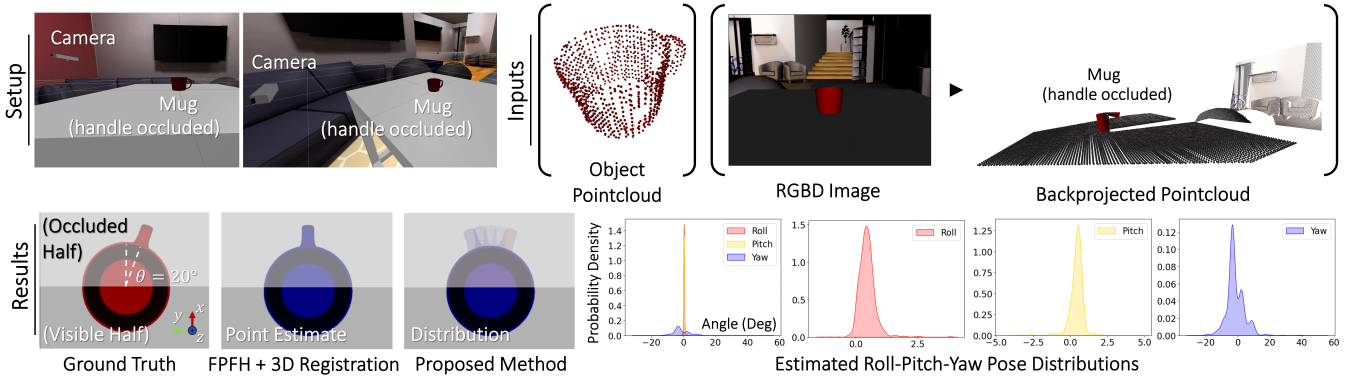 Setup
Camera
Mug
(handle occluded)
Camera
Mug
(handle occluded)
Inputs
Object
Pointcloud
RGBD Image
Mug
(handle occluded)
Backprojected Pointcloud
Results
(Occluded
Half)
θ = 20°
(Visible Half)
y x
z
Ground Truth
Point Estimate
FPFH + 3D Registration
Distribution
Proposed Method
Probability Density
1.4
1.2
1.0
0.8
0.6
0.4
0.2
0.0
−20 0 20 40
Roll
Pitch
Yaw
Angle (Deg)
1.5
1.0
0.5
0.0
0.0 2.5
Roll
1.25
1.00
0.75
0.50
0.25
0.00
−5.0 −2.5 0.0 2.5 5.0
Pitch
0.12
0.10
0.08
0.06
0.04
0.02
0.00
−20 0 20 40 60
Yaw
Estimated Roll-Pitch-Yaw Pose Distributions